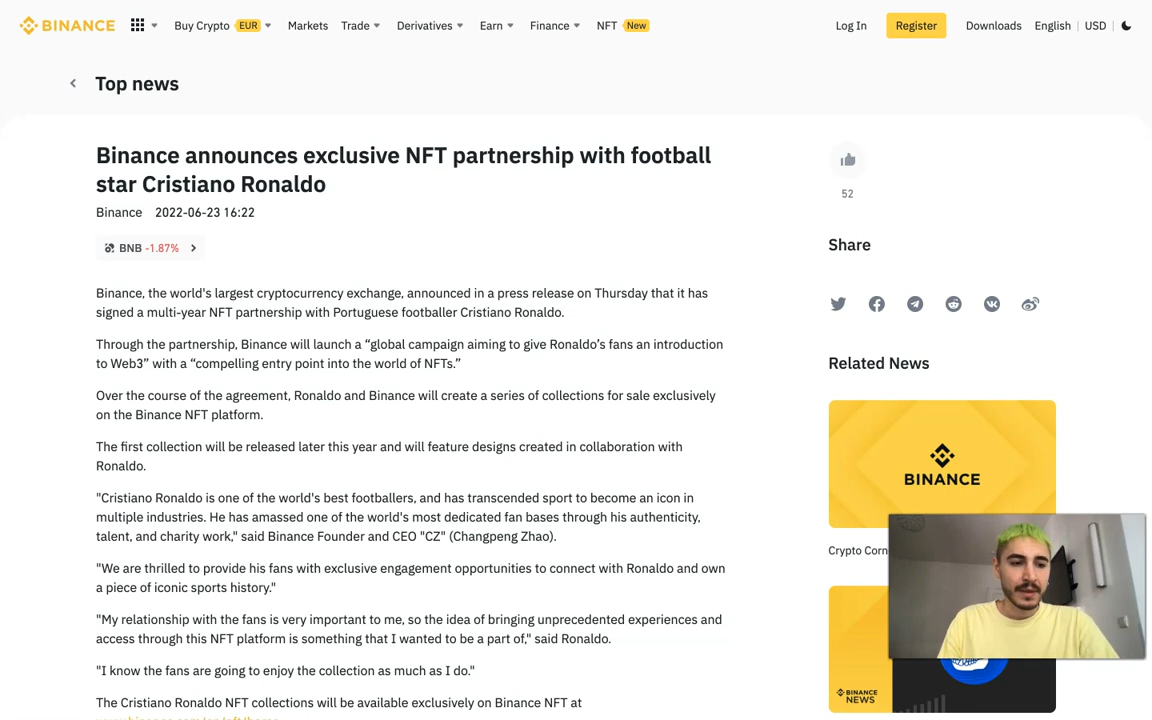 BINANCE
Buy Crypto EUR
Markets
Trade
Derivatives
Earn
Finance
NFT New
Log In
Register
Downloads
English
USD
Top news
Binance announces exclusive NFT partnership with football
star Cristiano Ronaldo
Binance 2022-06-23 16:22
BNB -1.87%
Binance, the world's largest cryptocurrency exchange, announced in a press release on Thursday that it has
signed a multi-year NFT partnership with Portuguese footballer Cristiano Ronaldo.
Through the partnership, Binance will launch a “global campaign aiming to give Ronaldo’s fans an introduction
to Web3” with a “compelling entry point into the world of NFTs.”
Over the course of the agreement, Ronaldo and Binance will create a series of collections for sale exclusively
on the Binance NFT platform.
The first collection will be released later this year and will feature designs created in collaboration with
Ronaldo.
"Cristiano Ronaldo is one of the world's best footballers, and has transcended sport to become an icon in
multiple industries. He has amassed one of the world's most dedicated fan bases through his authenticity,
talent, and charity work," said Binance Founder and CEO "CZ" (Changpeng Zhao).
"We are thrilled to provide his fans with exclusive engagement opportunities to connect with Ronaldo and own
a piece of iconic sports history."
"My relationship with the fans is very important to me, so the idea of bringing unprecedented experiences and
access through this NFT platform is something that I wanted to be a part of," said Ronaldo.
"I know the fans are going to enjoy the collection as much as I do."
The Cristiano Ronaldo NFT collections will be available exclusively on Binance NFT at
52
Share
Related News
BINANCE
Crypto Corn
BINANCE
NEWS